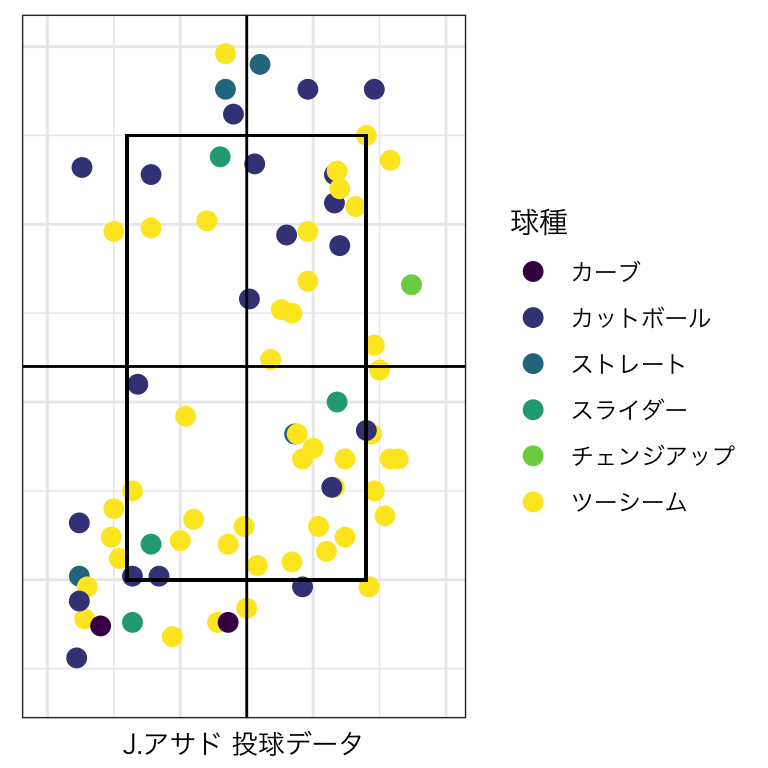 球種
カーブ
カットボール
ストレート
スライダー
チェンジアップ
ツーシーム
J.アサド 投球データ